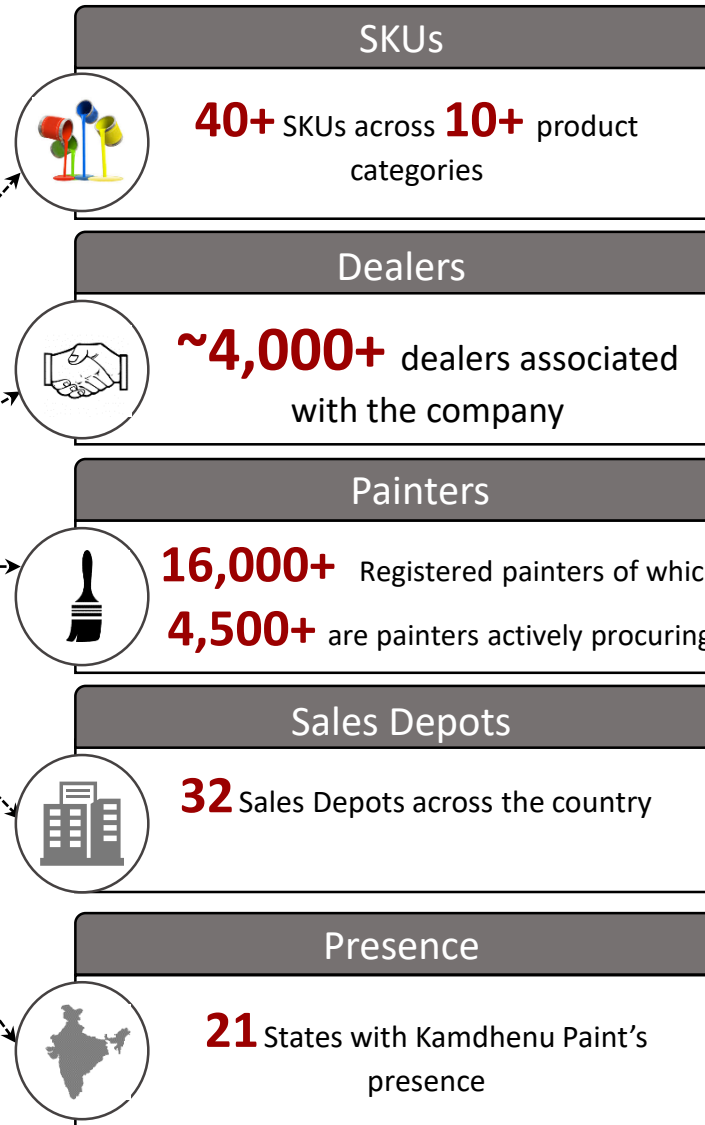 SKUs
40+ SKUs across 10+ product
categories
Dealers
~4,000+ dealers associated
with the company
Painters
16,000+ Registered painters of whic
4,500+ are painters actively procuring
Sales Depots
32 Sales Depots across the country
Presence
21 States with Kamdhenu Paint’s
presence